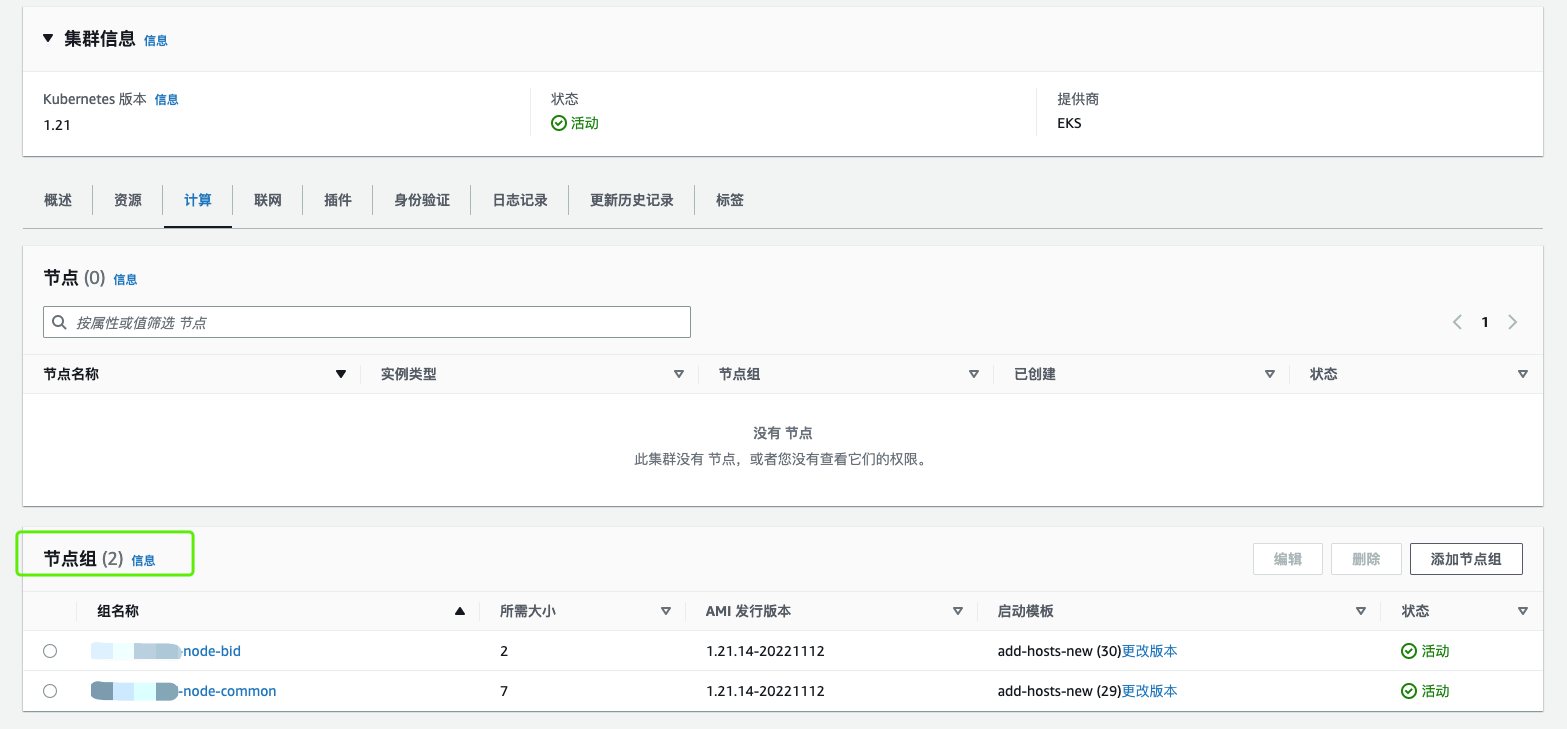 集群信息 信息
Kubernetes 版本 信息 状态 提供商
1.21 活动 EKS
概述 资源 计算 联网 插件 身份验证 日志记录 更新历史记录 标签
节点 (0) 信息
按属性或值筛选 节点 1
节点名称 实例类型 节点组 已创建 状态
没有 节点
此集群没有 节点，或者您没有查看它们的权限。
节点组 (2) 信息 编辑 删除 添加节点组
组名称 所需大小 AMI 发行版本 启动模板 状态
-node-bid 2 1.21.14-20221112 add-hosts-new (30)更改版本 活动
-node-common 7 1.21.14-20221112 add-hosts-new (29)更改版本 活动